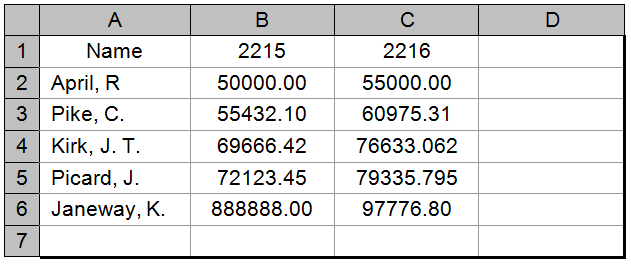 A B C D
1 Name 2215 2216
2 April, R 50000.00 55000.00
3 Pike, C. 55432.10 60975.31
4 Kirk, J. T. 69666.42 76633.062
5 Picard, J. 72123.45 79335.795
6 Janeway, K. 888888.00 97776.80
7